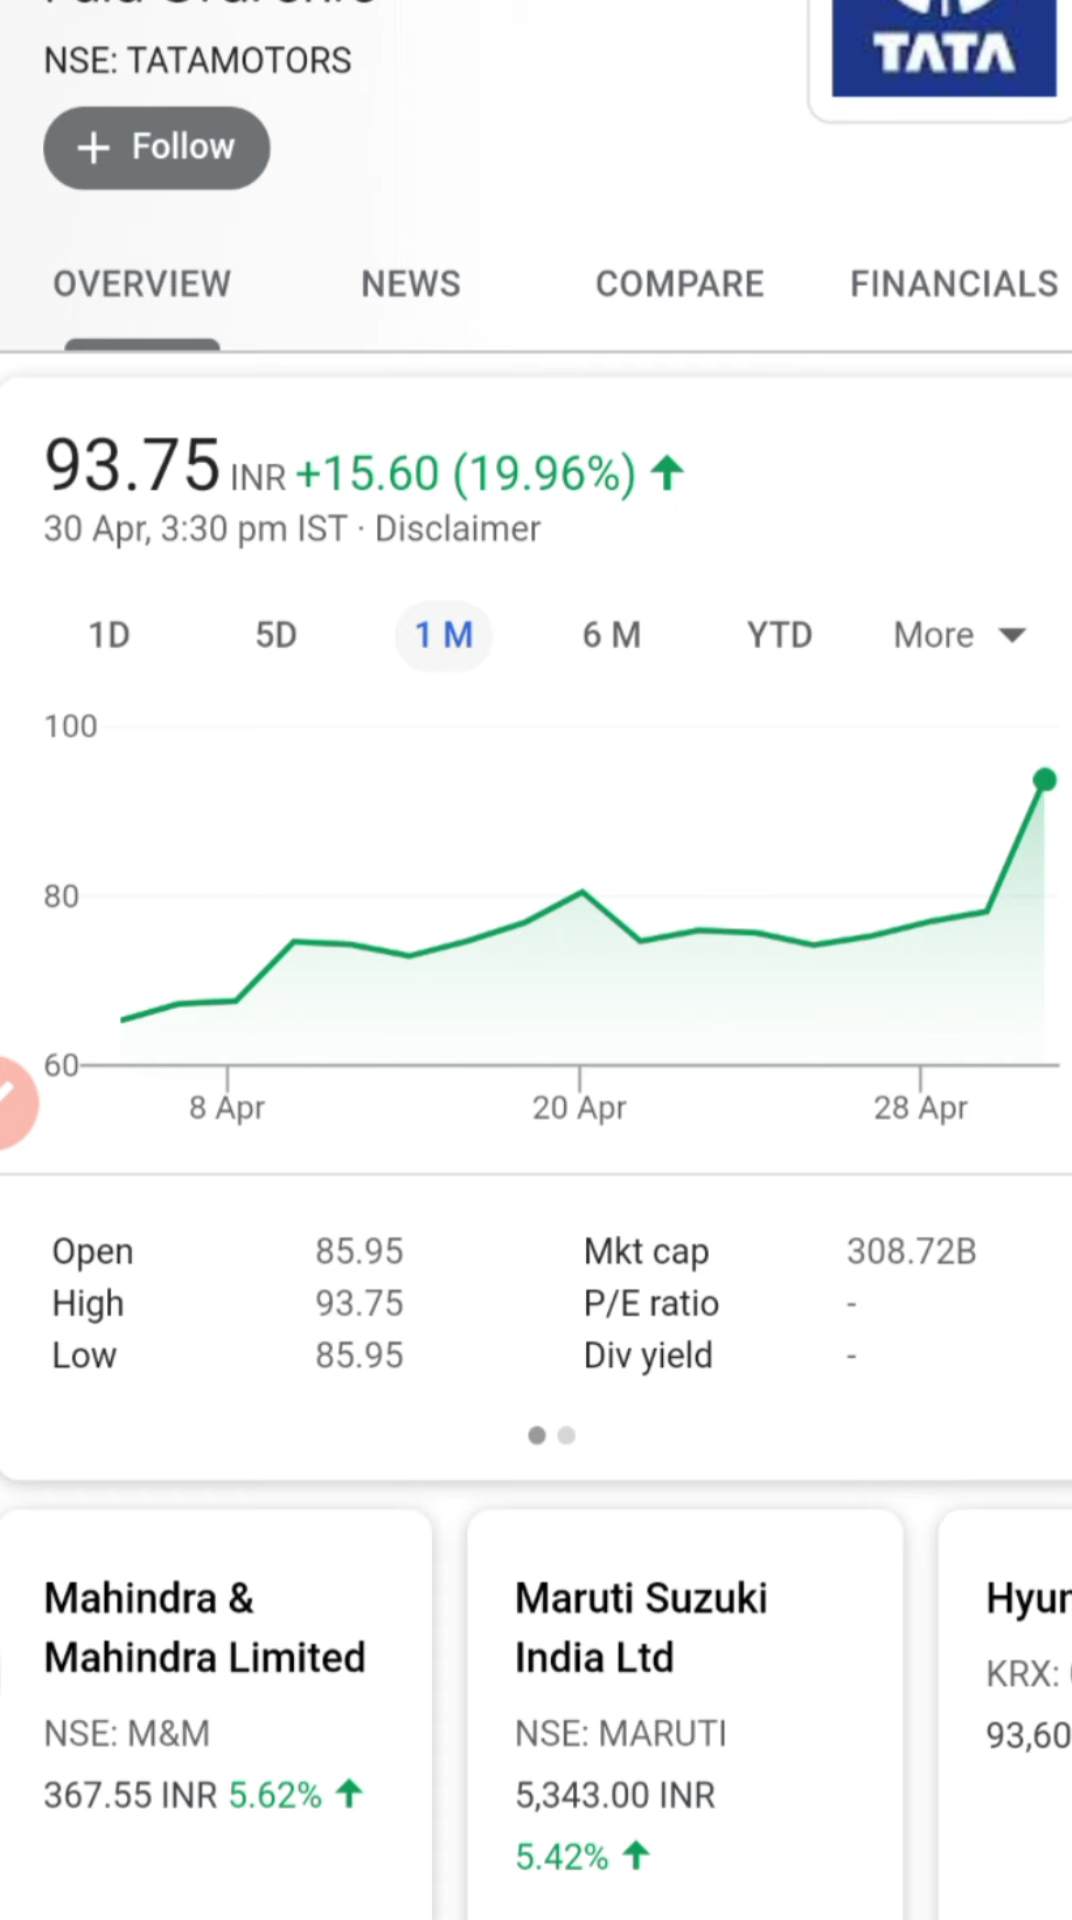 NSE: TATAMOTORS
TATA
+ Follow
OVERVIEW NEWS COMPARE FINANCIALS
93.75 INR +15.60 (19.96%)
30 Apr, 3:30 pm IST · Disclaimer
1D 5D 1 M 6 M YTD More
100
80
60
8 Apr 20 Apr 28 Apr
Open 85.95 Mkt cap 308.72B
High 93.75 P/E ratio -
Low 85.95 Div yield -
Mahindra &
Mahindra Limited
NSE: M&M
367.55 INR 5.62%
Maruti Suzuki
India Ltd
NSE: MARUTI
5,343.00 INR
5.42%
KRX:
93,60